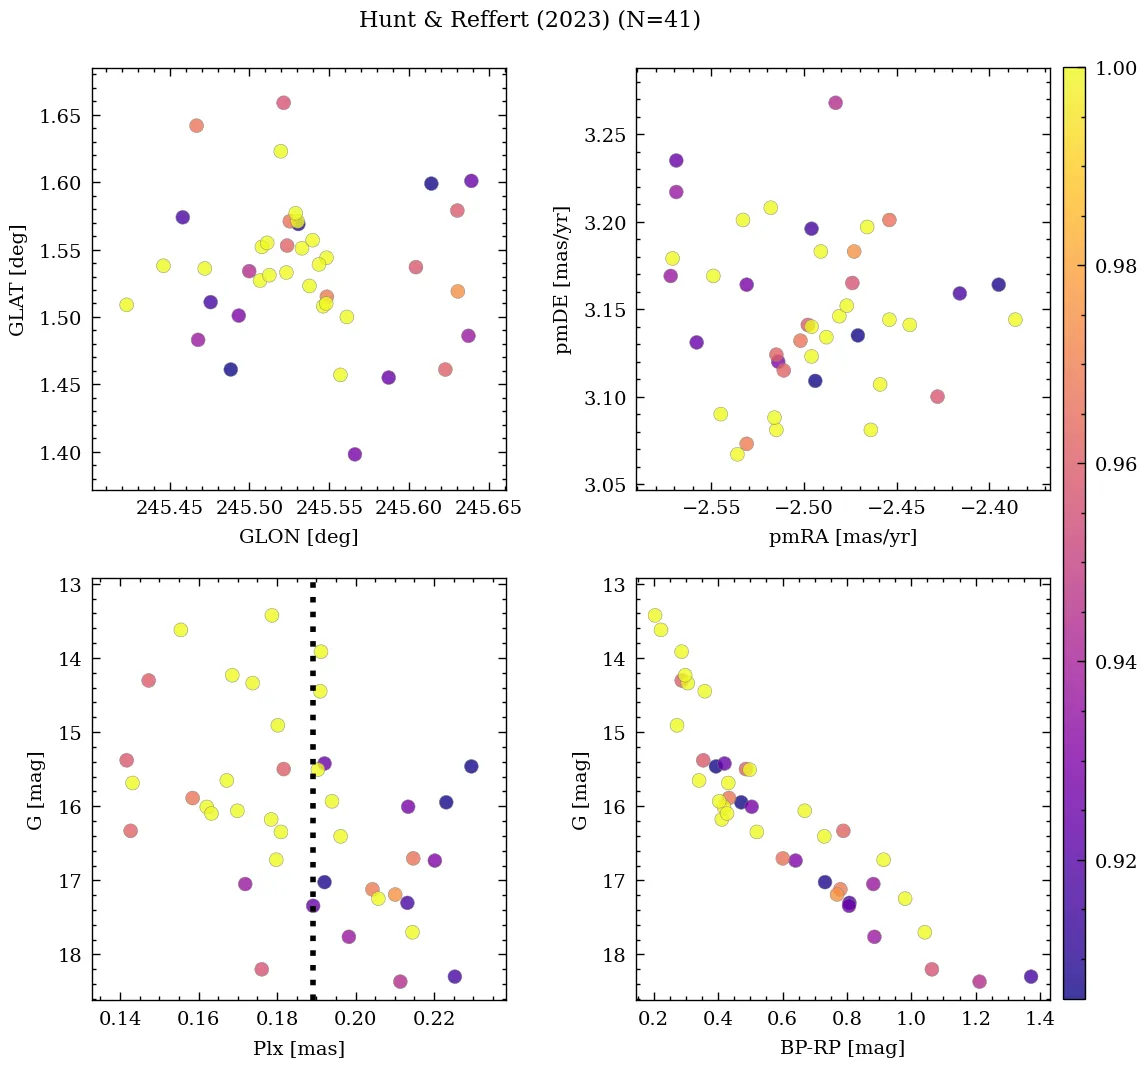 Hunt & Reffert (2023) (N=41)
1.65
1.60
1.55
1.50
1.45
1.40
GLAT [deg]
245.45 245.50 245.55 245.60 245.65
GLON [deg]
3.25
3.20
3.15
3.10
3.05
pmDE [mas/yr]
−2.55 −2.50 −2.45 −2.40
pmRA [mas/yr]
1.00
0.98
0.96
0.94
0.92
13
14
15
16
17
18
G [mag]
0.14 0.16 0.18 0.20 0.22
Plx [mas]
13
14
15
16
17
18
G [mag]
0.2 0.4 0.6 0.8 1.0 1.2 1.4
BP-RP [mag]